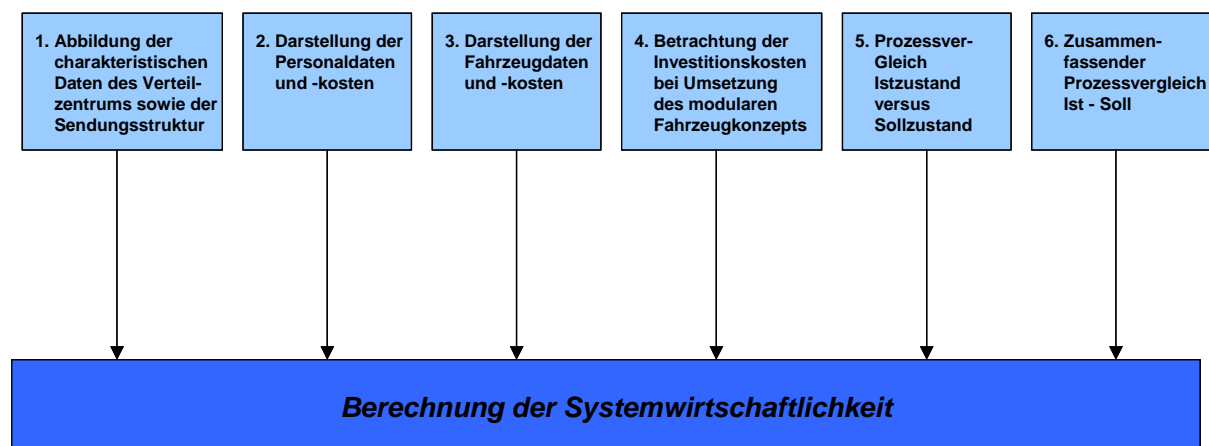 1. Abbildung der
charakteristischen
Daten des Verteil-
zentrums sowie der
Sendungsstruktur
2. Darstellung der
Personaldaten
und -kosten
3. Darstellung der
Fahrzeugdaten
und -kosten
4. Betrachtung der
Investitionskosten
bei Umsetzung
des modularen
Fahrzeugkonzepts
5. Prozessver-
Gleich
Istzustand
versus
Sollzustand
6. Zusammen-
fassender
Prozessvergleich
Ist - Soll
Berechnung der Systemwirtschaftlichkeit